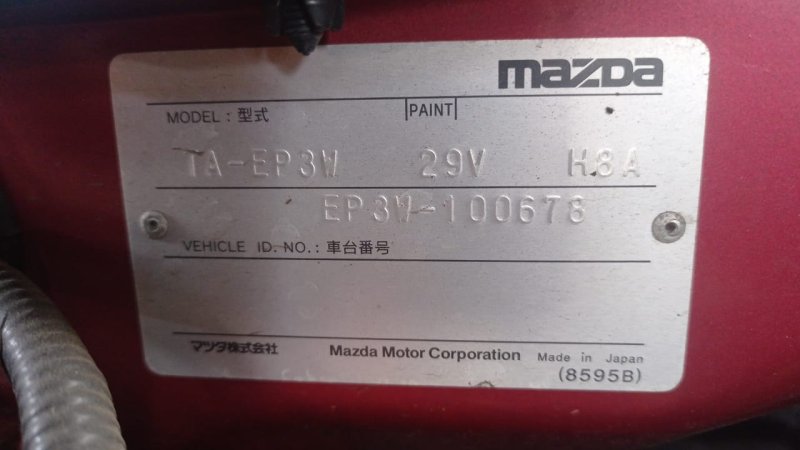 mazda
MODEL : 型式 PAINT
TA-EP3W 29V H8A
EP3W-100678
VEHICLE ID. NO. : 車台番号
マツダ株式会社 Mazda Motor Corporation Made in Japan
(8595B)